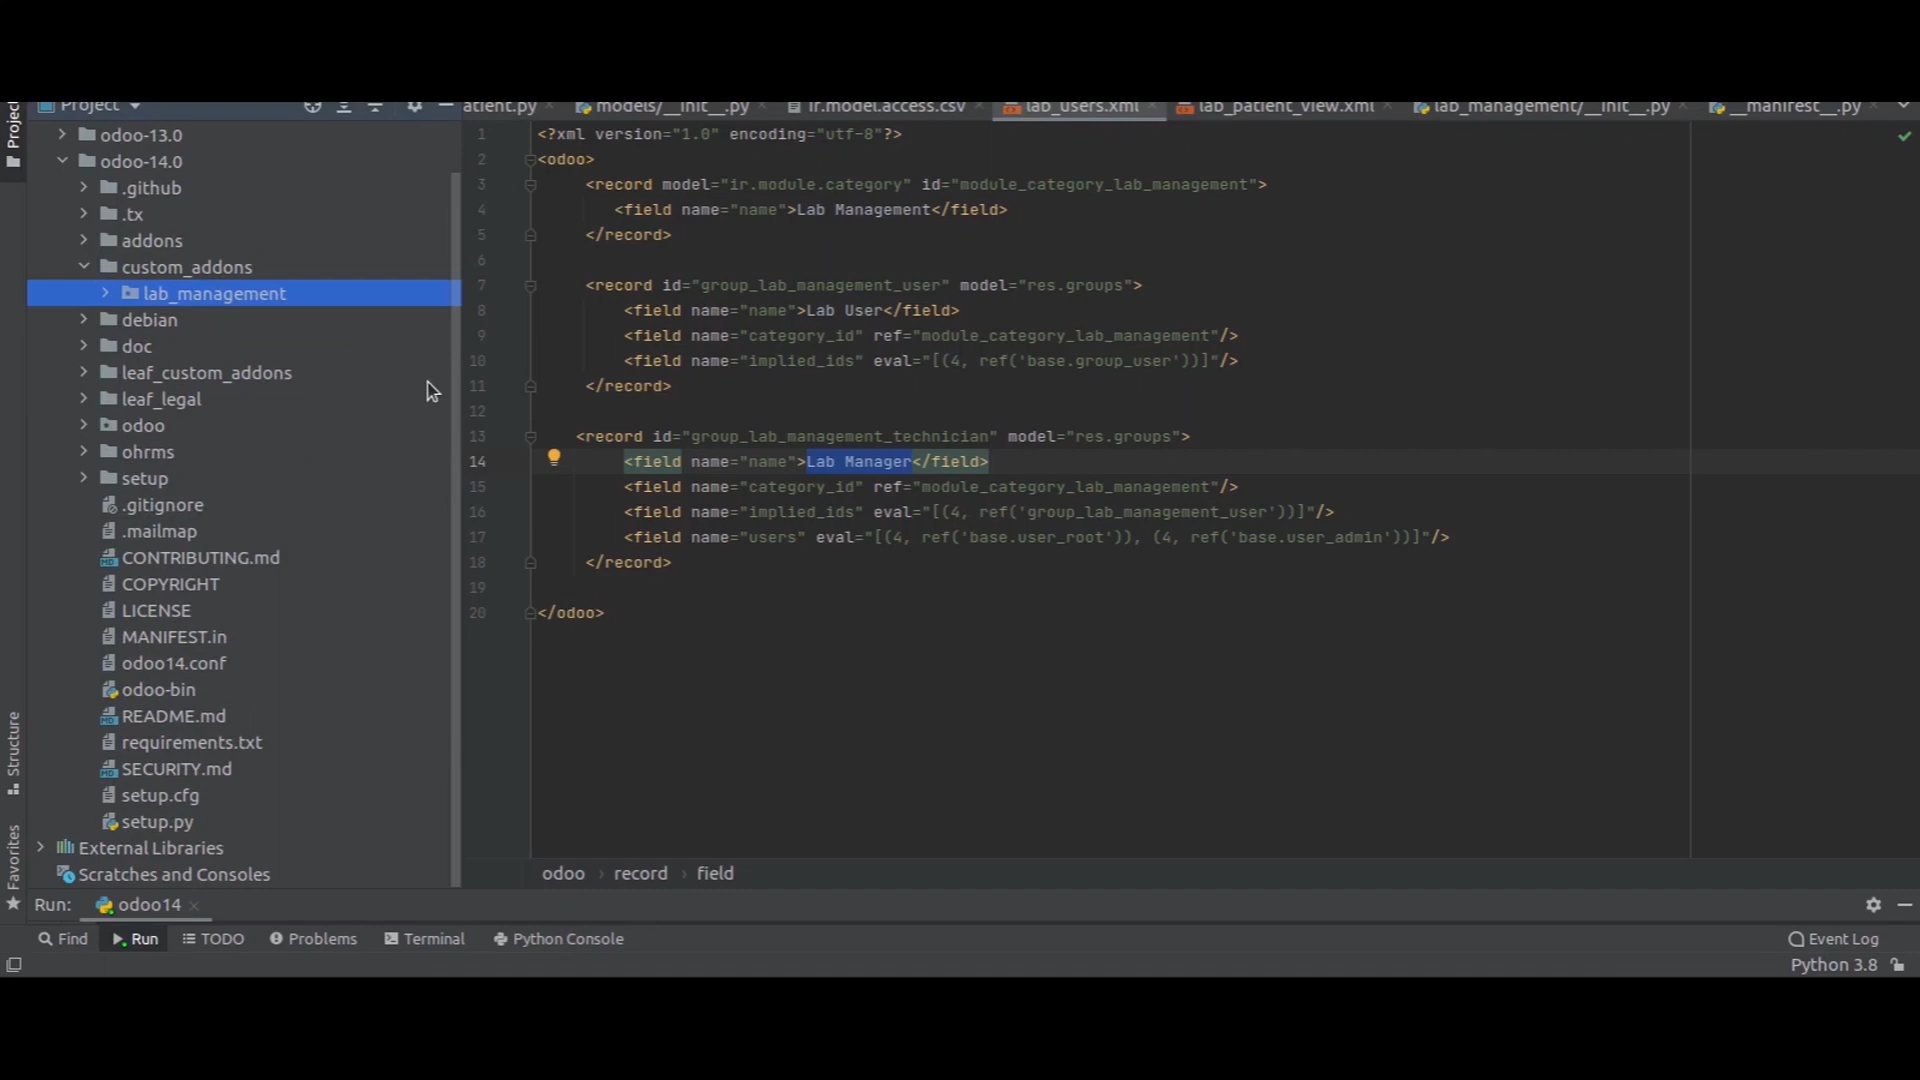 Project
atient.py
models/__init__.py
ir.model.access.csv
lab_users.xml
lab_patient_view.xml
lab_management/__init__.py
__manifest__.py
Project
odoo-13.0
odoo-14.0
.github
.tx
addons
custom_addons
lab_management
debian
doc
leaf_custom_addons
leaf_legal
odoo
ohrms
setup
.gitignore
.mailmap
CONTRIBUTING.md
COPYRIGHT
LICENSE
MANIFEST.in
odoo14.conf
odoo-bin
README.md
requirements.txt
SECURITY.md
setup.cfg
setup.py
External Libraries
Scratches and Consoles
1 <?xml version="1.0" encoding="utf-8"?>
2 <odoo>
3 <record model="ir.module.category" id="module_category_lab_management">
4 <field name="name">Lab Management</field>
5 </record>
6
7 <record id="group_lab_management_user" model="res.groups">
8 <field name="name">Lab User</field>
9 <field name="category_id" ref="module_category_lab_management"/>
10 <field name="implied_ids" eval="[(4, ref('base.group_user'))]"/>
11 </record>
12
13 <record id="group_lab_management_technician" model="res.groups">
14 <field name="name">Lab Manager</field>
15 <field name="category_id" ref="module_category_lab_management"/>
16 <field name="implied_ids" eval="[(4, ref('group_lab_management_user'))]"/>
17 <field name="users" eval="[(4, ref('base.user_root')), (4, ref('base.user_admin'))]"/>
18 </record>
19
20 </odoo>
odoo › record › field
Structure
Favorites
Run: odoo14
Find Run TODO Problems Terminal Python Console Event Log
Python 3.8